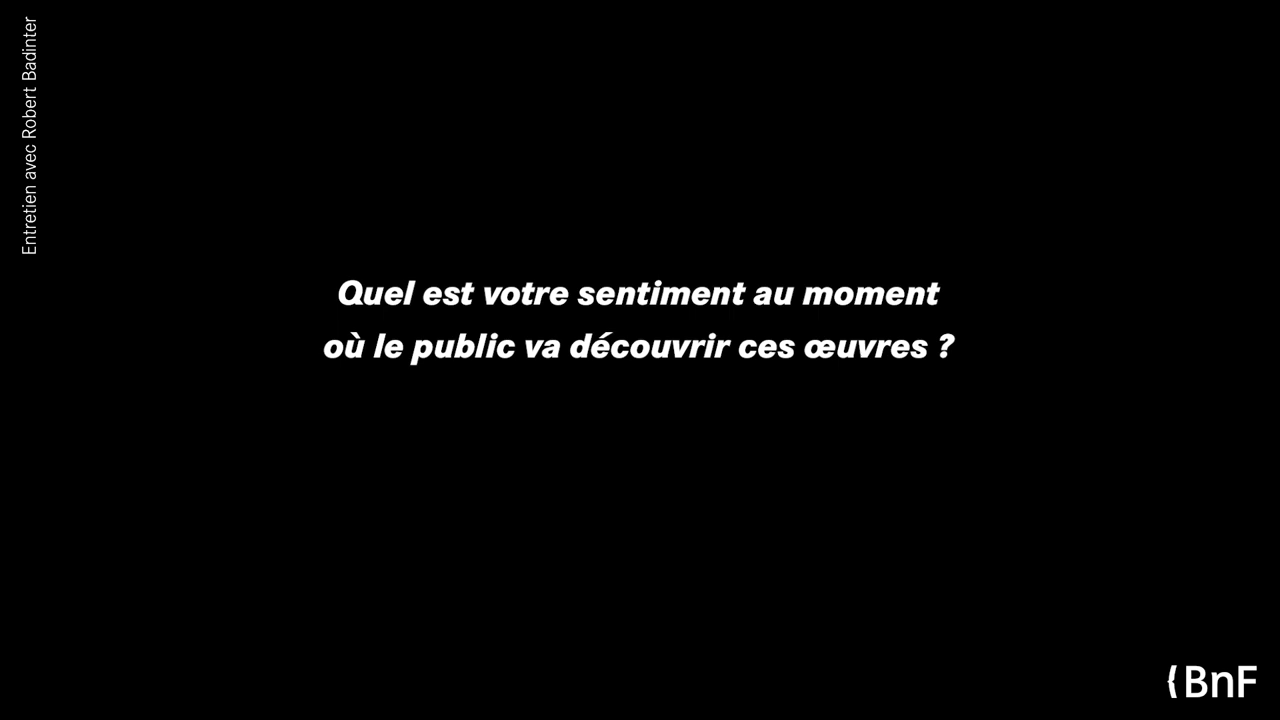 Entretien avec Robert Badinter
Quel est votre sentiment au moment
où le public va découvrir ces œuvres ?
{BnF